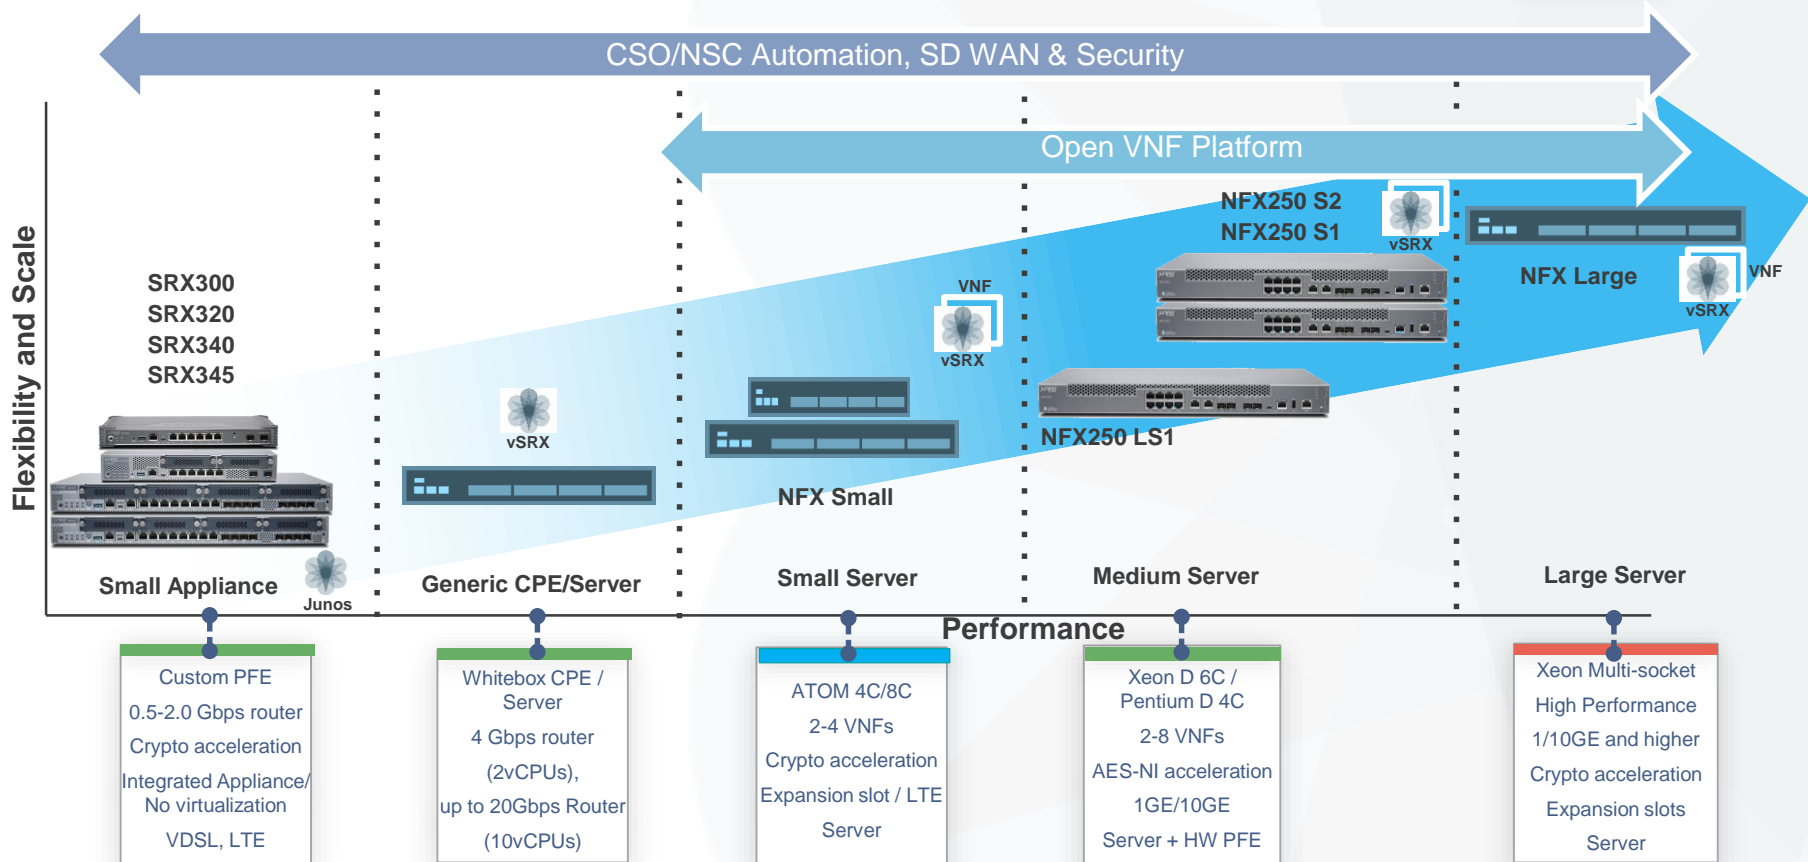 CSO/NSC Automation, SD WAN & Security
Open VNF Platform
Flexibility and Scale
SRX300
SRX320
SRX340
SRX345
Junos
Small Appliance
vSRX
Generic CPE/Server
VNF
vSRX
NFX Small
Small Server
NFX250 S2
NFX250 S1
vSRX
NFX250 LS1
Medium Server
NFX Large
VNF
vSRX
Large Server
Performance
Custom PFE
0.5-2.0 Gbps router
Crypto acceleration
Integrated Appliance/
No virtualization
VDSL, LTE
Whitebox CPE /
Server
4 Gbps router
(2vCPUs),
up to 20Gbps Router
(10vCPUs)
ATOM 4C/8C
2-4 VNFs
Crypto acceleration
Expansion slot / LTE
Server
Xeon D 6C /
Pentium D 4C
2-8 VNFs
AES-NI acceleration
1GE/10GE
Server + HW PFE
Xeon Multi-socket
High Performance
1/10GE and higher
Crypto acceleration
Expansion slots
Server